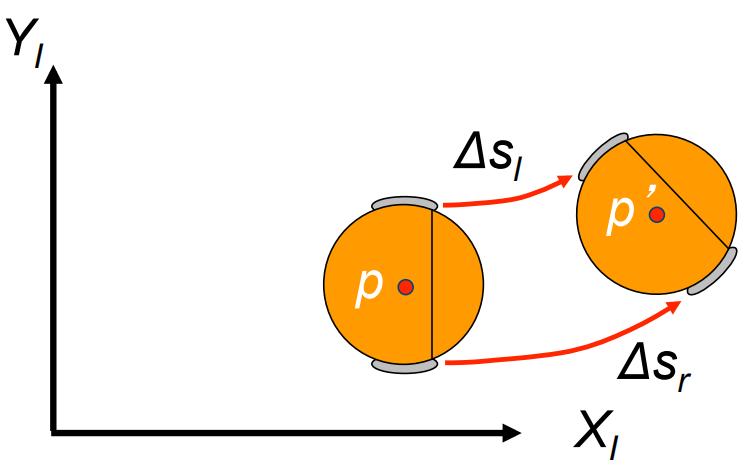 Y_I
Δs_l
p
p′
Δs_r
X_I